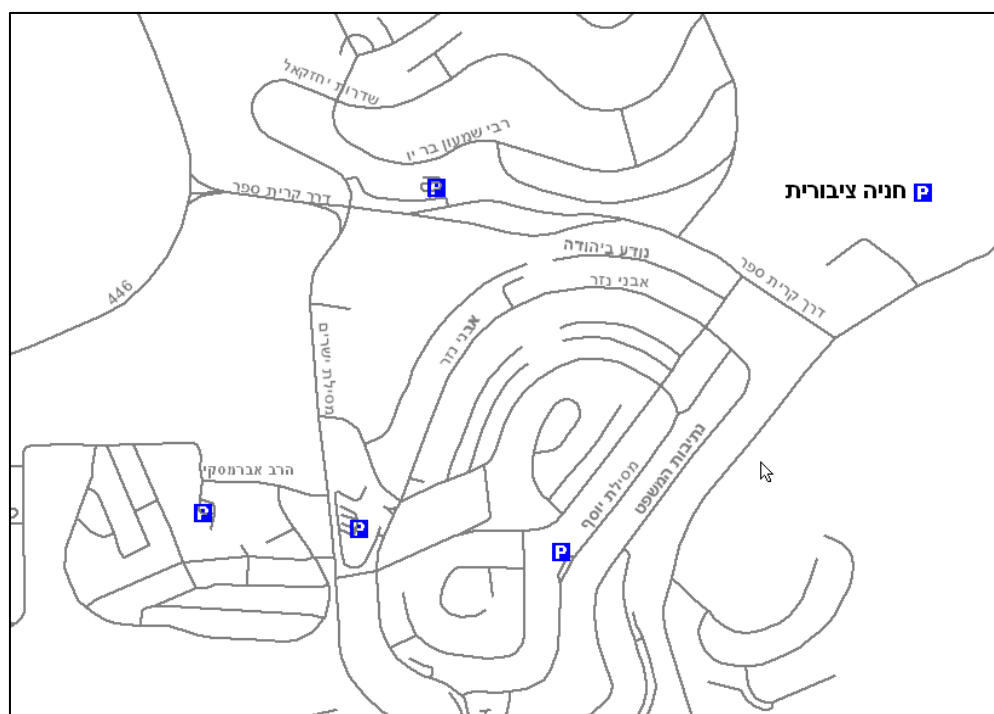 שדרות יחזקאל
רבי שמעון בר יו
P
דרך קרית ספר
P חניה ציבורית
נודע ביהודה
אבני נזר
דרך קרית ספר
446
אבני נזר
מסילת ישרים
נתיבות המשפט
מסילת יוסף
הרב אברמסקי
P
P
P